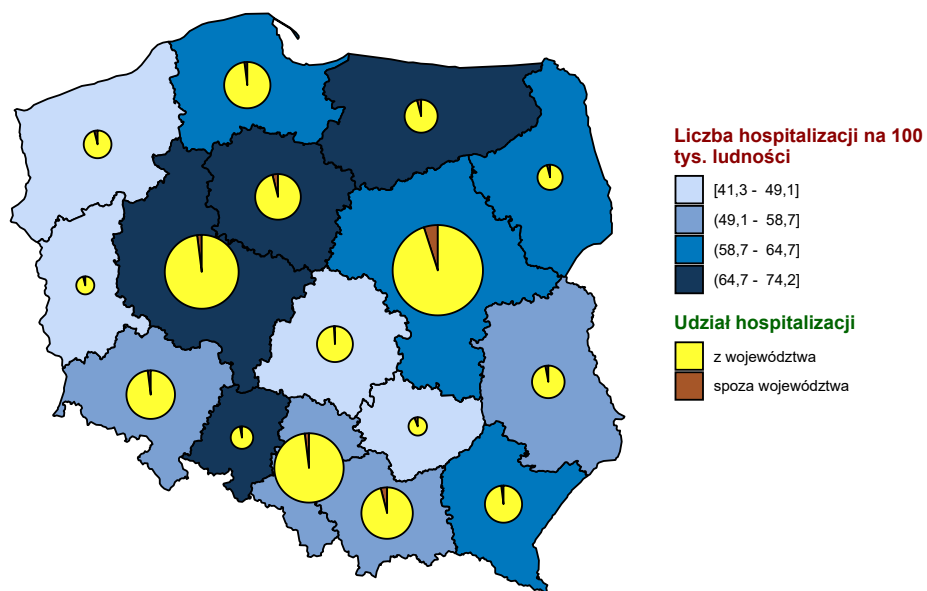 Liczba hospitalizacji na 100
tys. ludności
[41,3 - 49,1]
(49,1 - 58,7]
(58,7 - 64,7]
(64,7 - 74,2]
Udział hospitalizacji
z województwa
spoza województwa